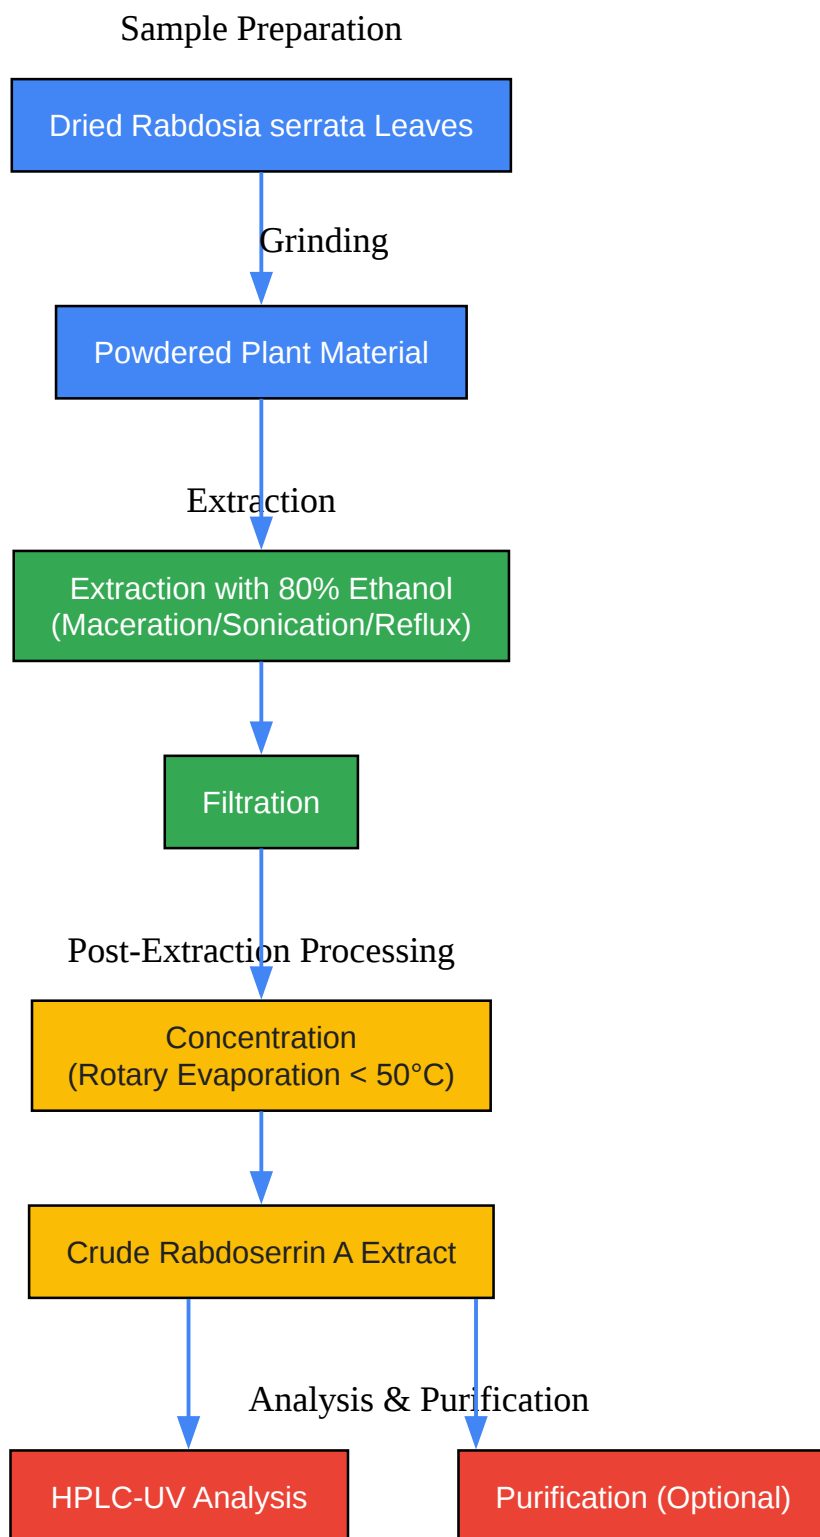 Sample Preparation
Dried Rabdosia serrata Leaves
Grinding
Powdered Plant Material
Extraction
Extraction with 80% Ethanol
(Maceration/Sonication/Reflux)
Filtration
Post-Extraction Processing
Concentration
(Rotary Evaporation < 50°C)
Crude Rabdoserrin A Extract
Analysis & Purification
HPLC-UV Analysis
Purification (Optional)